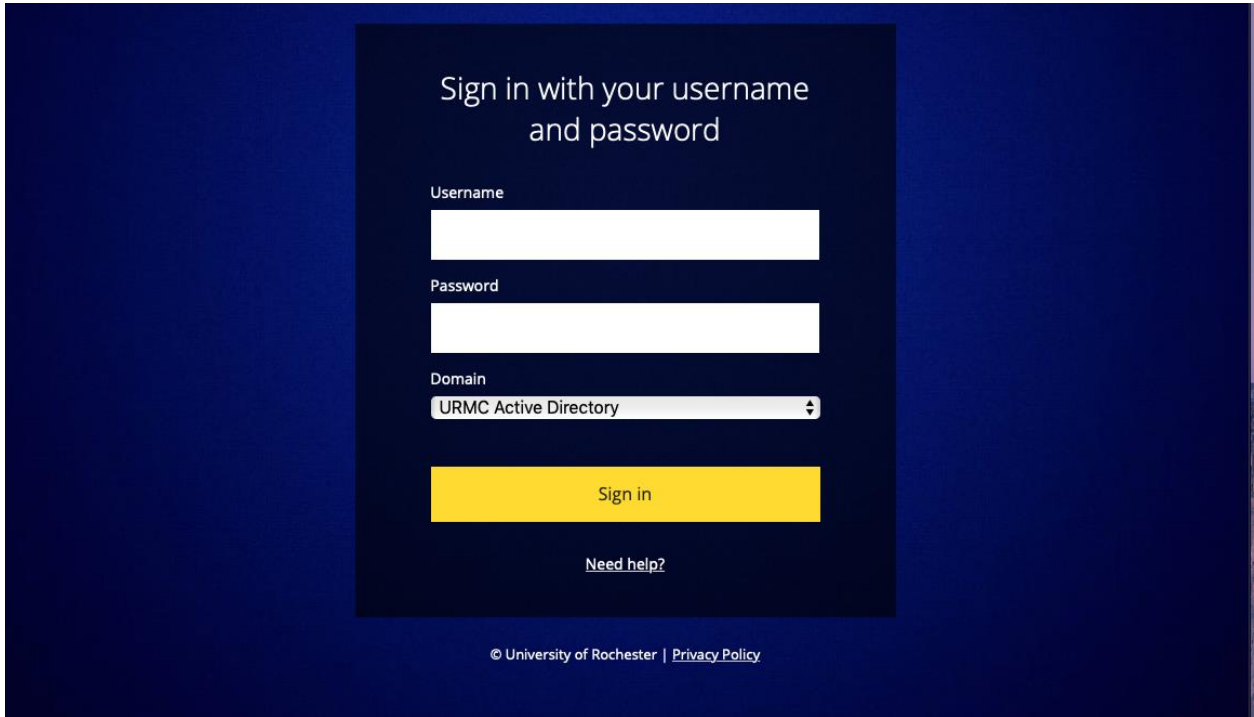 Sign in with your username
and password
Username
Password
Domain
URMC Active Directory
Sign in
Need help?
© University of Rochester | Privacy Policy